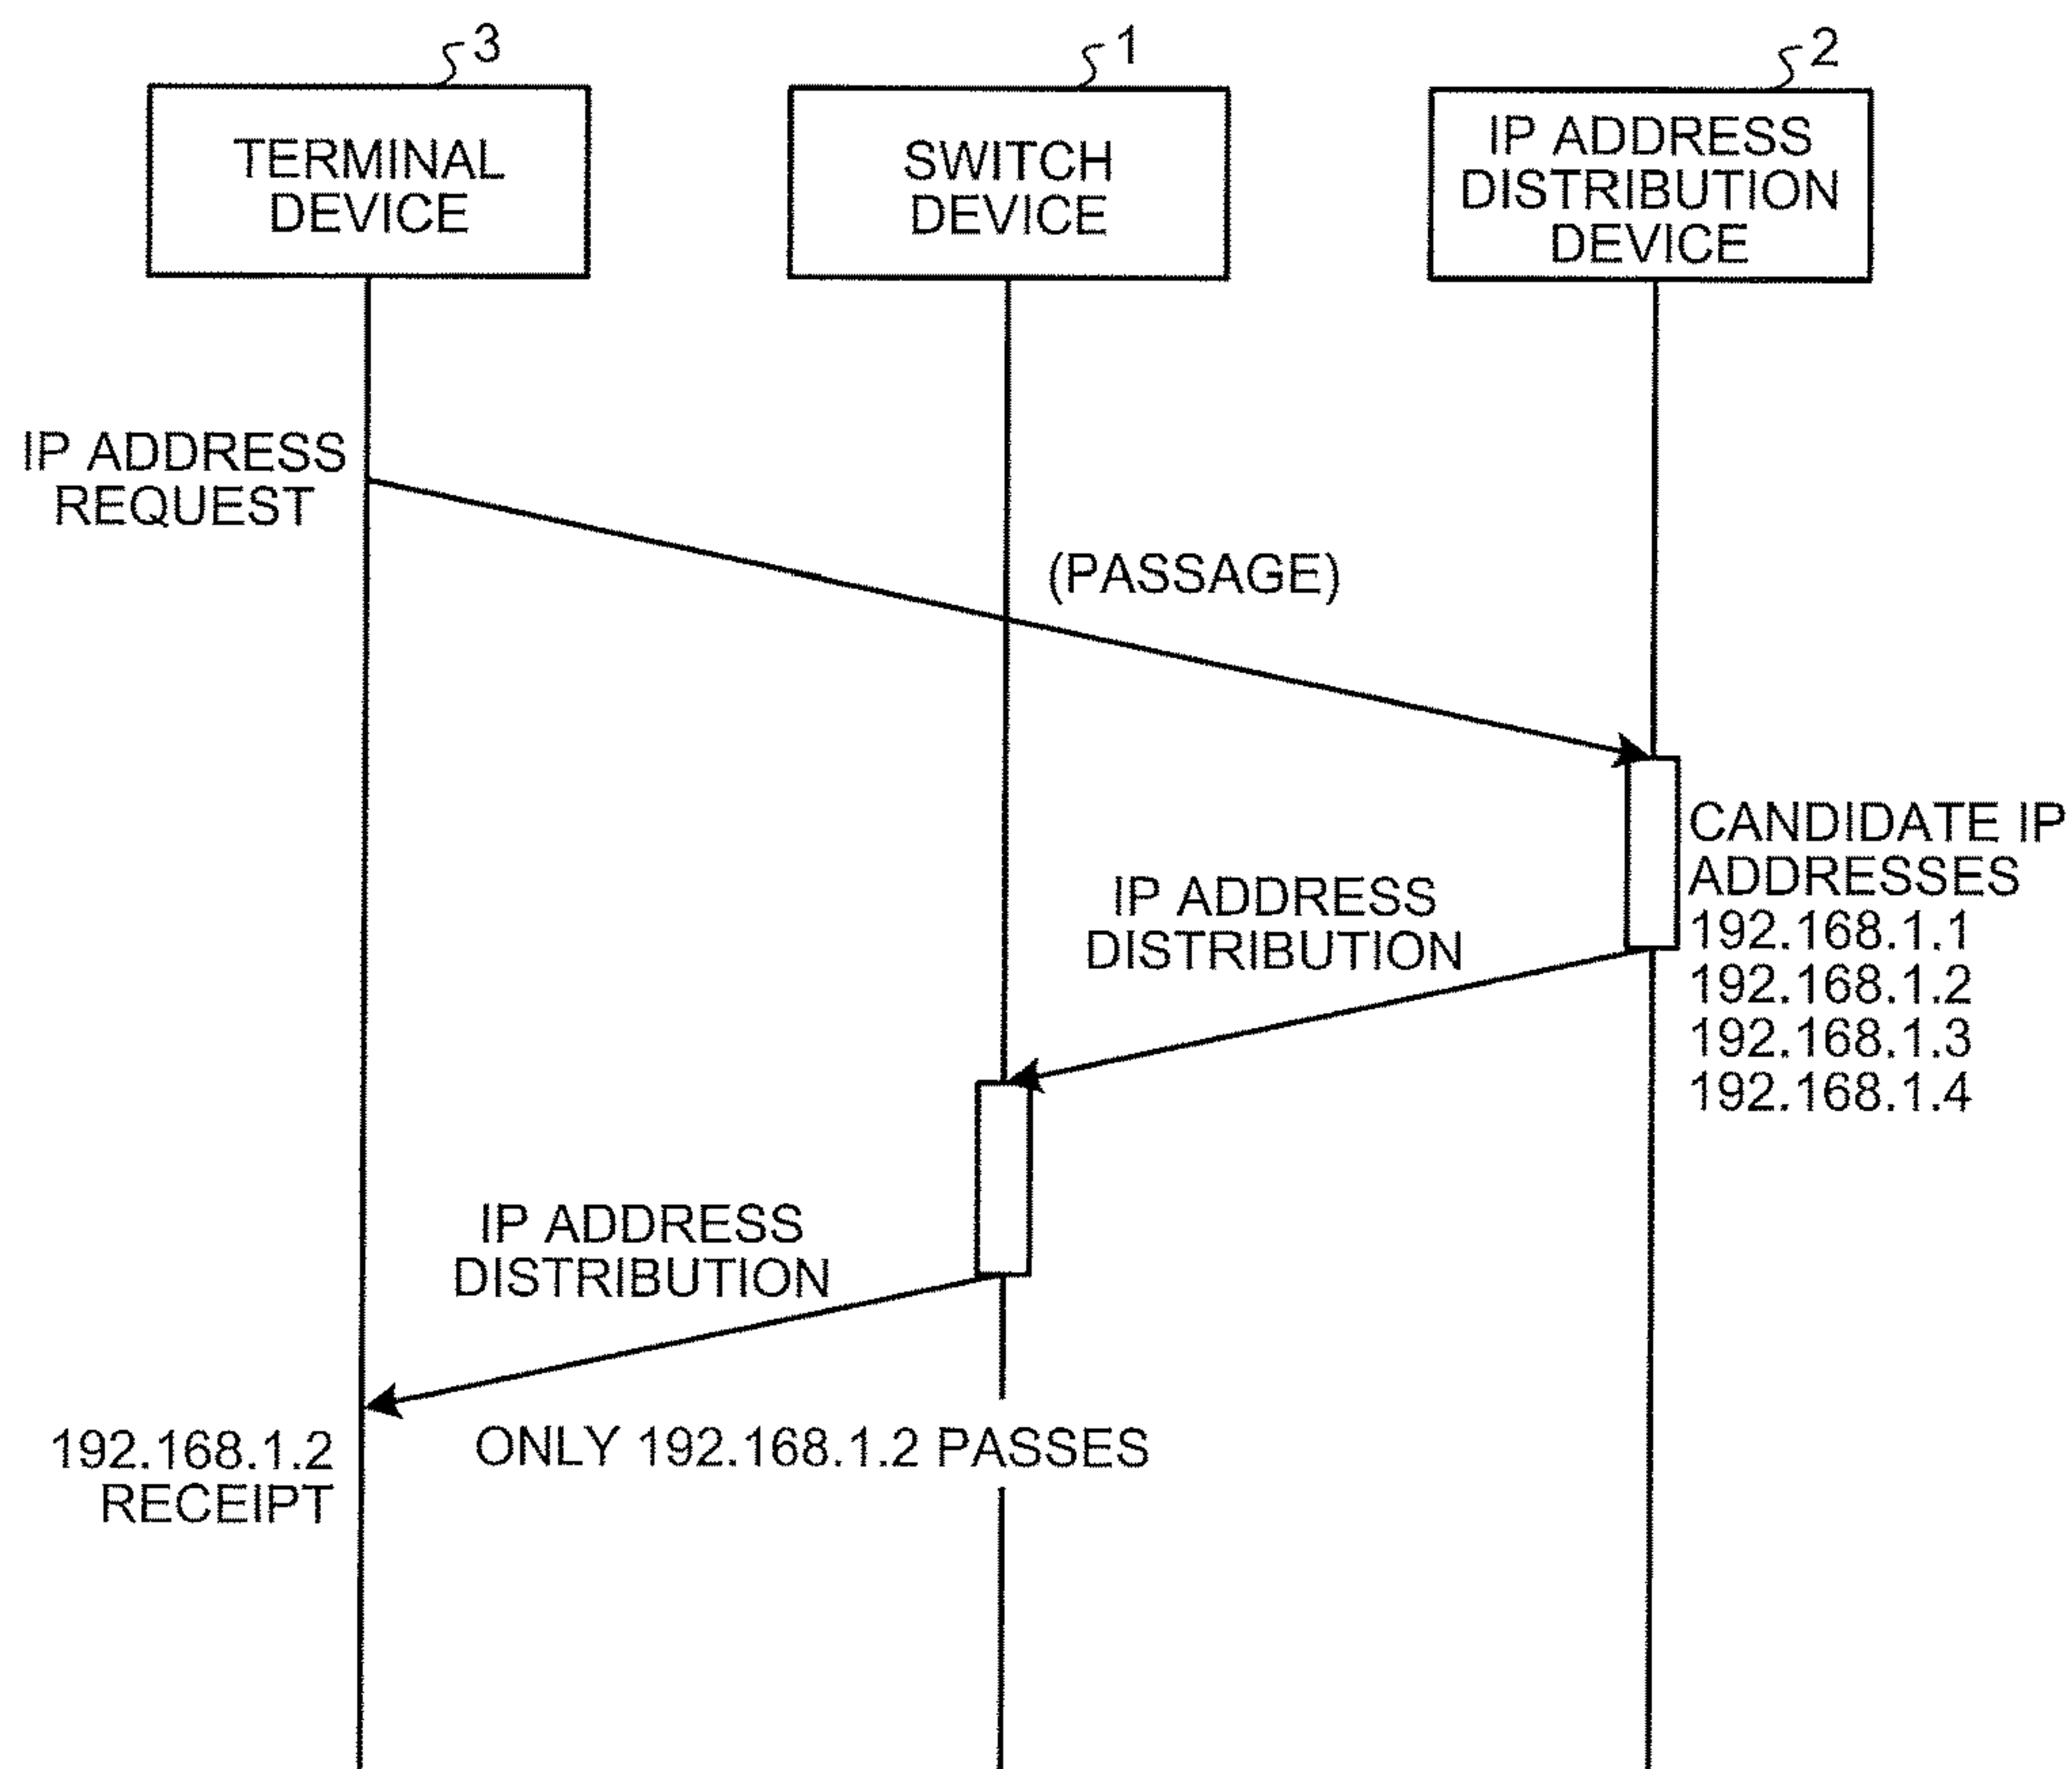 3
1
2
TERMINAL
DEVICE
SWITCH
DEVICE
IP ADDRESS
DISTRIBUTION
DEVICE
IP ADDRESS
REQUEST
(PASSAGE)
CANDIDATE IP
ADDRESSES
192.168.1.1
192.168.1.2
192.168.1.3
192.168.1.4
IP ADDRESS
DISTRIBUTION
IP ADDRESS
DISTRIBUTION
192.168.1.2
RECEIPT
ONLY 192.168.1.2 PASSES